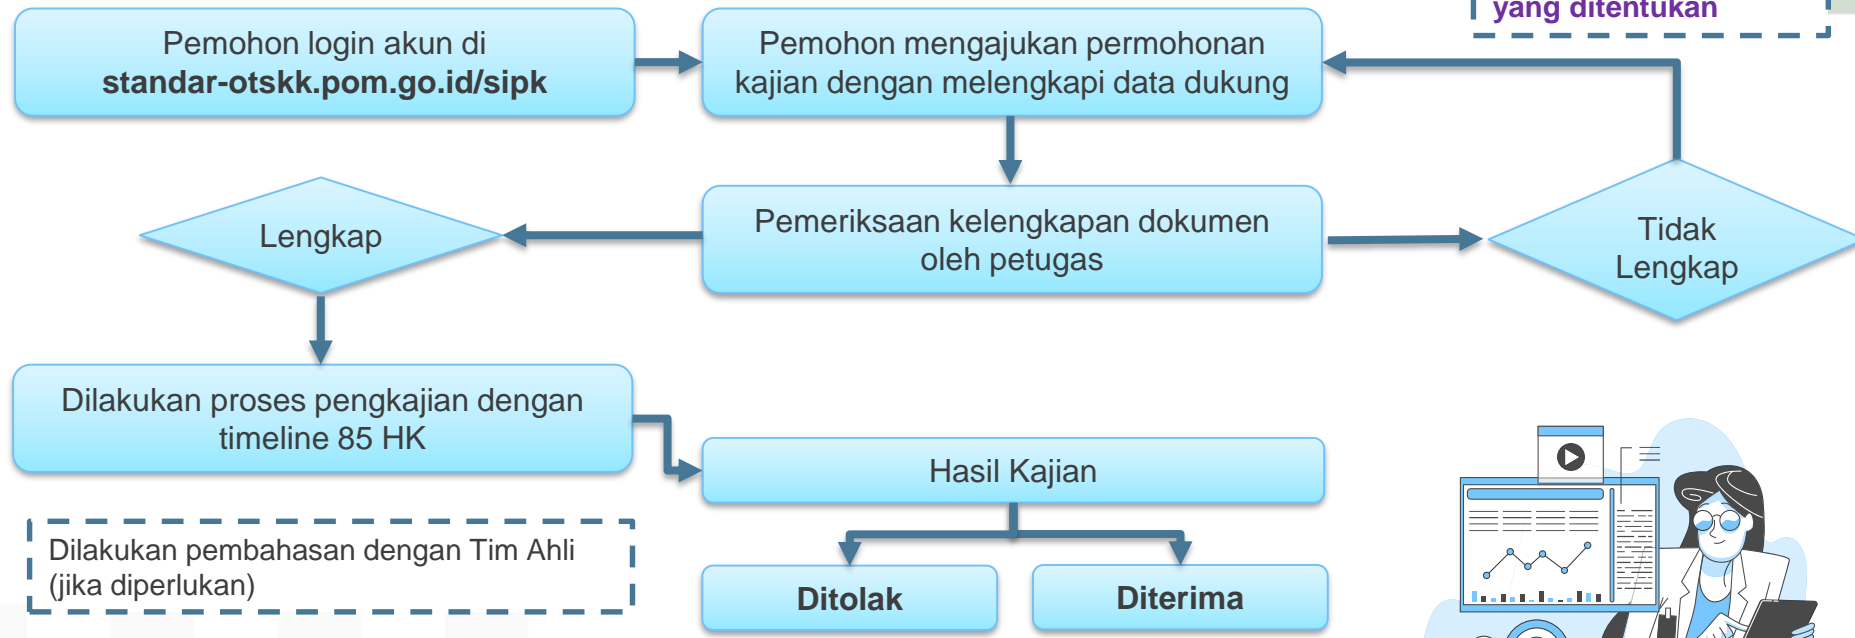 yang ditentukan
Pemohon login akun di
standar-otskk.pom.go.id/sipk
Pemohon mengajukan permohonan
kajian dengan melengkapi data dukung
Lengkap
Pemeriksaan kelengkapan dokumen
oleh petugas
Tidak
Lengkap
Dilakukan proses pengkajian dengan
timeline 85 HK
Hasil Kajian
Dilakukan pembahasan dengan Tim Ahli
(jika diperlukan)
Ditolak
Diterima